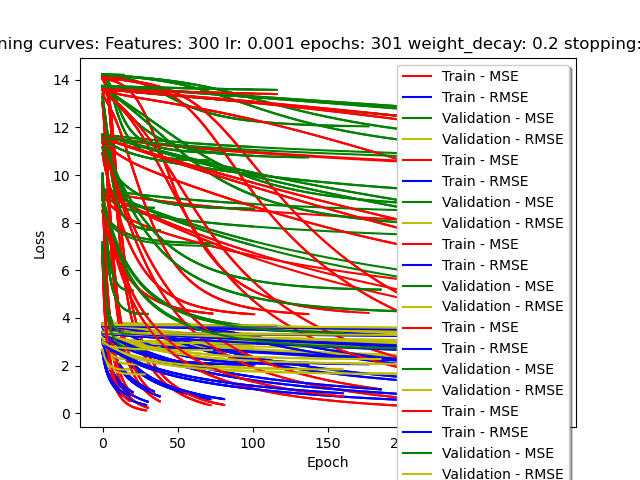 ning curves: Features: 300 lr: 0.001 epochs: 301 weight_decay: 0.2 stopping:
14
12
10
8
6
4
2
0
Loss
0 50 100 150 2
Epoch
Train - MSE
Train - RMSE
Validation - MSE
Validation - RMSE
Train - MSE
Train - RMSE
Validation - MSE
Validation - RMSE
Train - MSE
Train - RMSE
Validation - MSE
Validation - RMSE
Train - MSE
Train - RMSE
Validation - MSE
Validation - RMSE
Train - MSE
Train - RMSE
Validation - MSE
Validation - RMSE